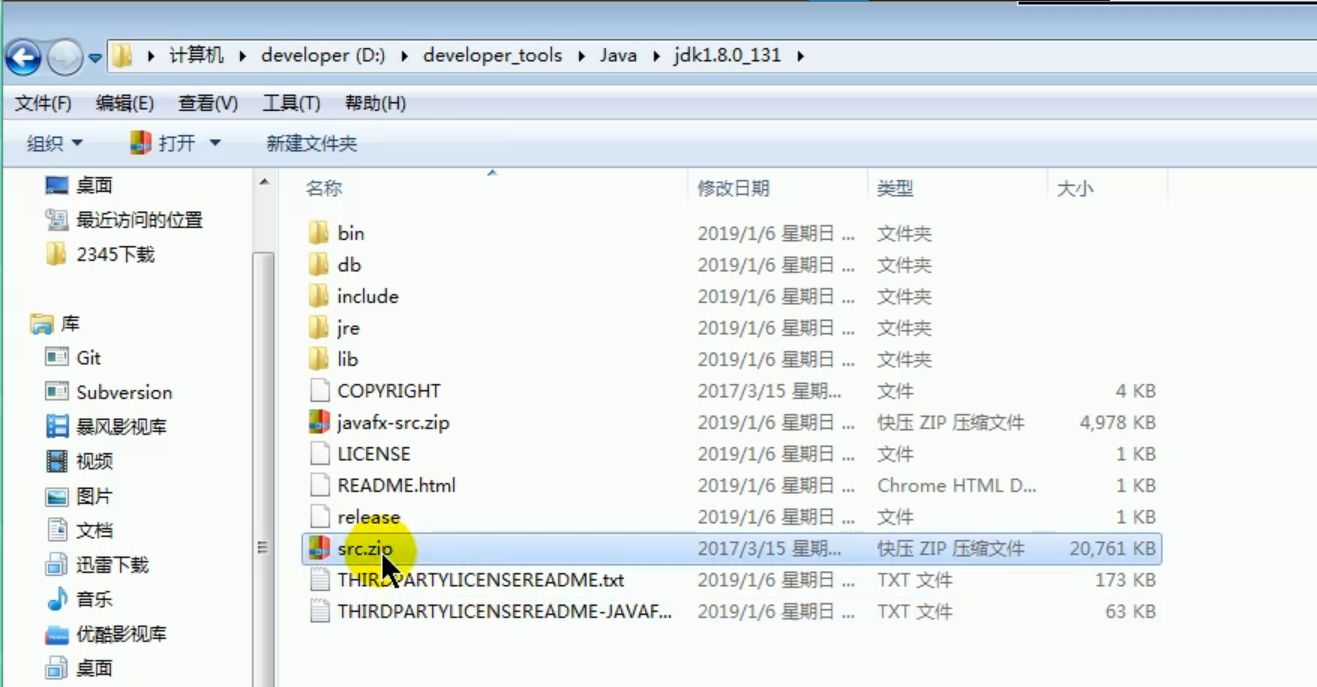 计算机 developer (D:) developer_tools Java jdk1.8.0_131
文件(F) 编辑(E) 查看(V) 工具(T) 帮助(H)
组织 打开 新建文件夹
桌面
最近访问的位置
2345下载
库
Git
Subversion
暴风影视库
视频
图片
文档
迅雷下载
音乐
优酷影视库
桌面
名称 修改日期 类型 大小
bin 2019/1/6 星期日 ... 文件夹
db 2019/1/6 星期日 ... 文件夹
include 2019/1/6 星期日 ... 文件夹
jre 2019/1/6 星期日 ... 文件夹
lib 2019/1/6 星期日 ... 文件夹
COPYRIGHT 2017/3/15 星期... 文件 4 KB
javafx-src.zip 2019/1/6 星期日 ... 快压 ZIP 压缩文件 4,978 KB
LICENSE 2019/1/6 星期日 ... 文件 1 KB
README.html 2019/1/6 星期日 ... Chrome HTML D... 1 KB
release 2019/1/6 星期日 ... 文件 1 KB
src.zip 2017/3/15 星期... 快压 ZIP 压缩文件 20,761 KB
THIRDPARTYLICENSEREADME.txt 2019/1/6 星期日 ... TXT 文件 173 KB
THIRDPARTYLICENSEREADME-JAVAF... 2019/1/6 星期日 ... TXT 文件 63 KB